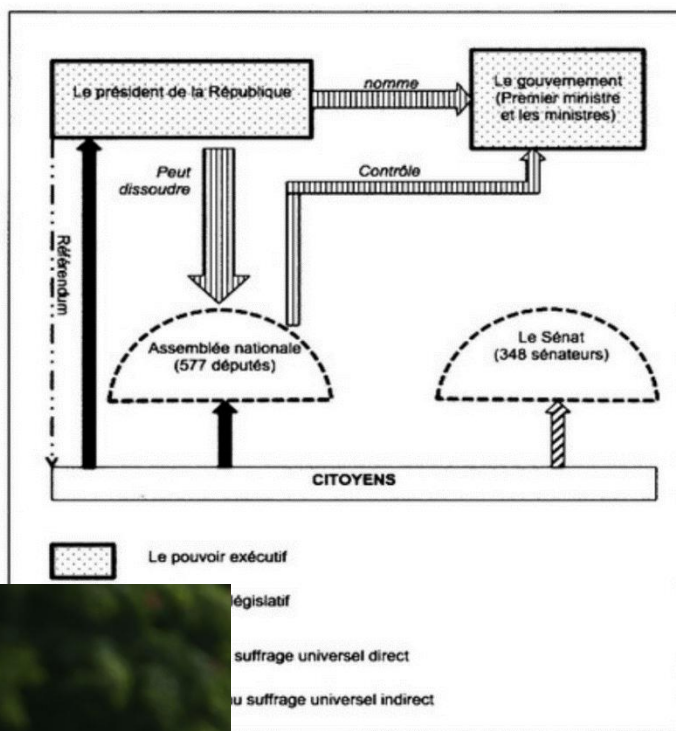 Le président de la République
nomme
Le gouvernement
(Premier ministre
et les ministres)
Peut
dissoudre
Contrôle
Référendum
Assemblée nationale
(577 députés)
Le Sénat
(348 sénateurs)
CITOYENS
Le pouvoir exécutif
législatif
suffrage universel direct
suffrage universel indirect